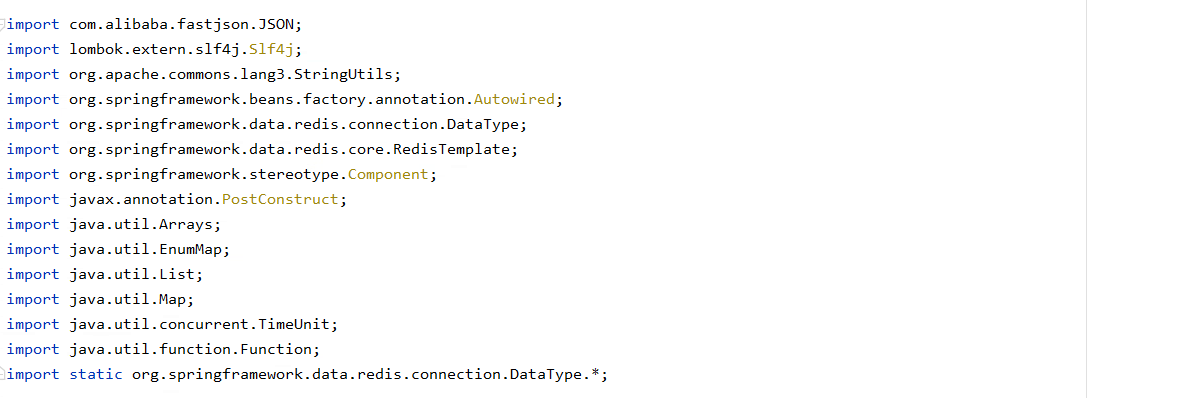 import com.alibaba.fastjson.JSON;
import lombok.extern.slf4j.Slf4j;
import org.apache.commons.lang3.StringUtils;
import org.springframework.beans.factory.annotation.Autowired;
import org.springframework.data.redis.connection.DataType;
import org.springframework.data.redis.core.RedisTemplate;
import org.springframework.stereotype.Component;
import javax.annotation.PostConstruct;
import java.util.Arrays;
import java.util.EnumMap;
import java.util.List;
import java.util.Map;
import java.util.concurrent.TimeUnit;
import java.util.function.Function;
import static org.springframework.data.redis.connection.DataType.*;